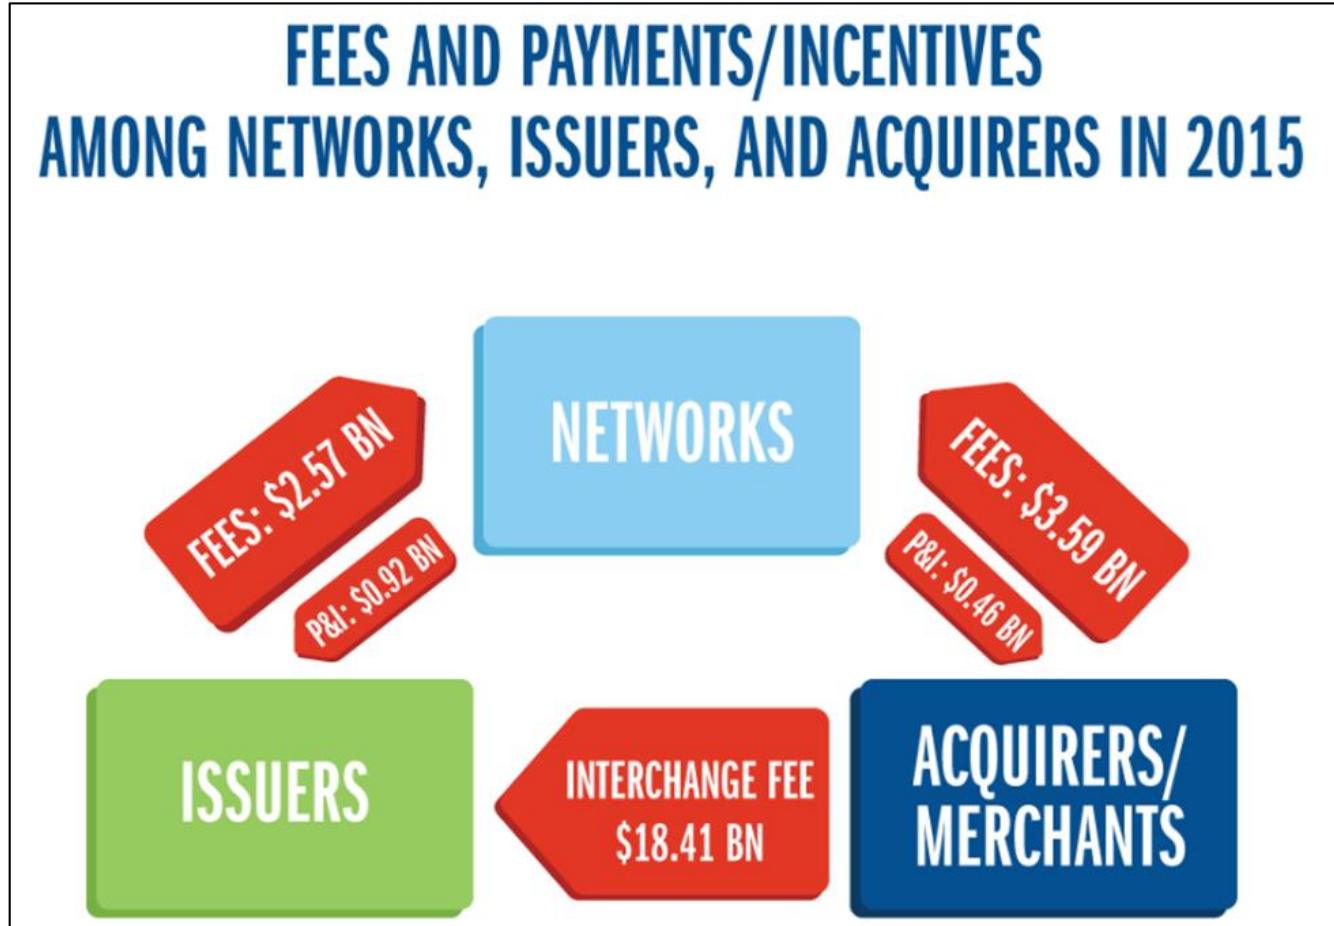 FEES AND PAYMENTS/INCENTIVES
AMONG NETWORKS, ISSUERS, AND ACQUIRERS IN 2015
NETWORKS
FEES: $2.57 BN
P&I: $0.92 BN
FEES: $3.59 BN
P&I: $0.46 BN
ISSUERS
INTERCHANGE FEE
$18.41 BN
ACQUIRERS/
MERCHANTS